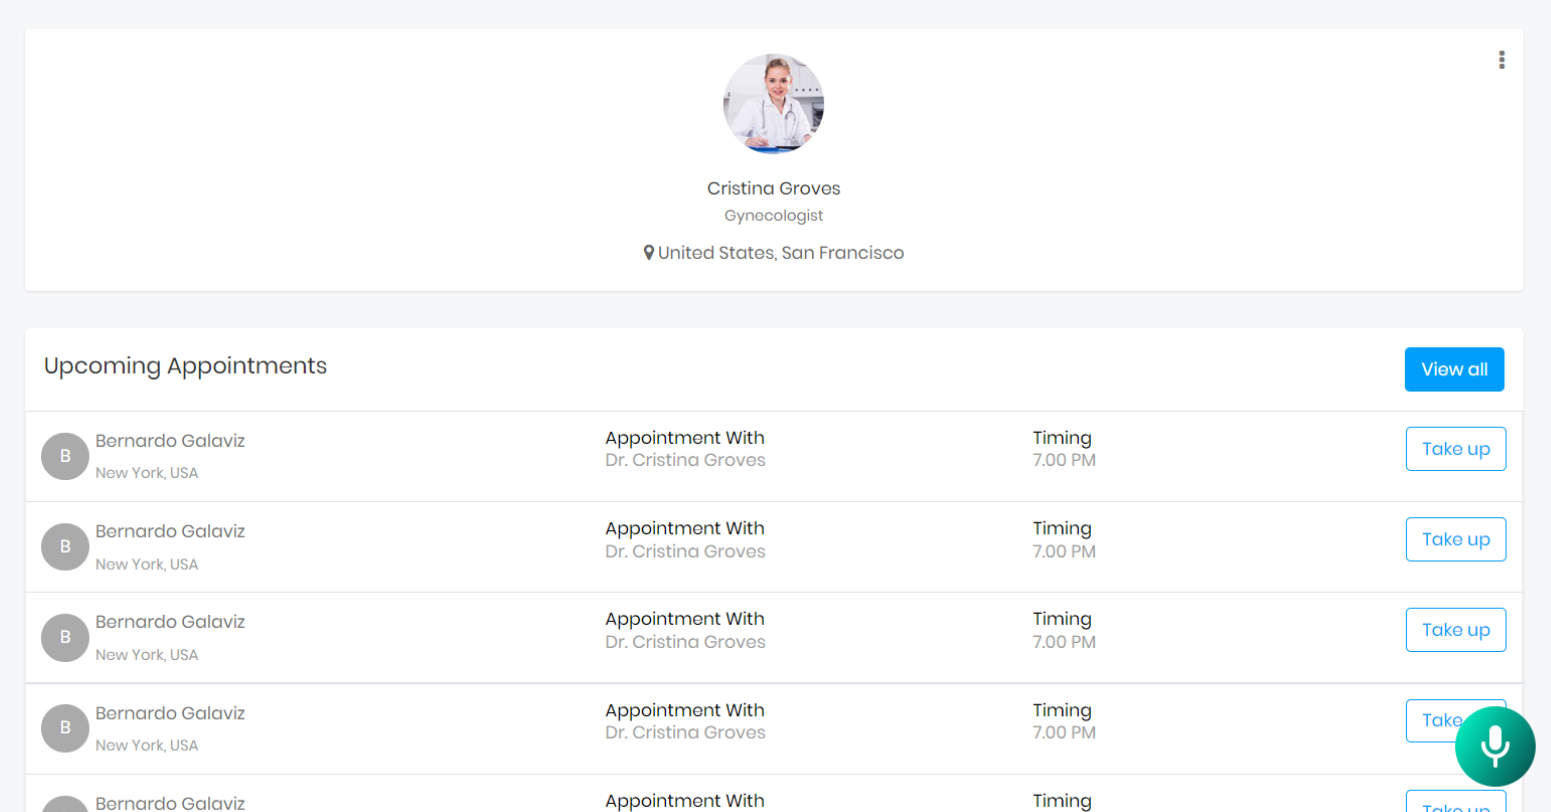 Cristina Groves
Gynecologist
United States, San Francisco
Upcoming Appointments
View all
B
Bernardo Galaviz
New York, USA
Appointment With
Dr. Cristina Groves
Timing
7.00 PM
Take up
B
Bernardo Galaviz
New York, USA
Appointment With
Dr. Cristina Groves
Timing
7.00 PM
Take up
B
Bernardo Galaviz
New York, USA
Appointment With
Dr. Cristina Groves
Timing
7.00 PM
Take up
B
Bernardo Galaviz
New York, USA
Appointment With
Dr. Cristina Groves
Timing
7.00 PM
Take
Bernardo Galaviz
Appointment With
Timing
Take up